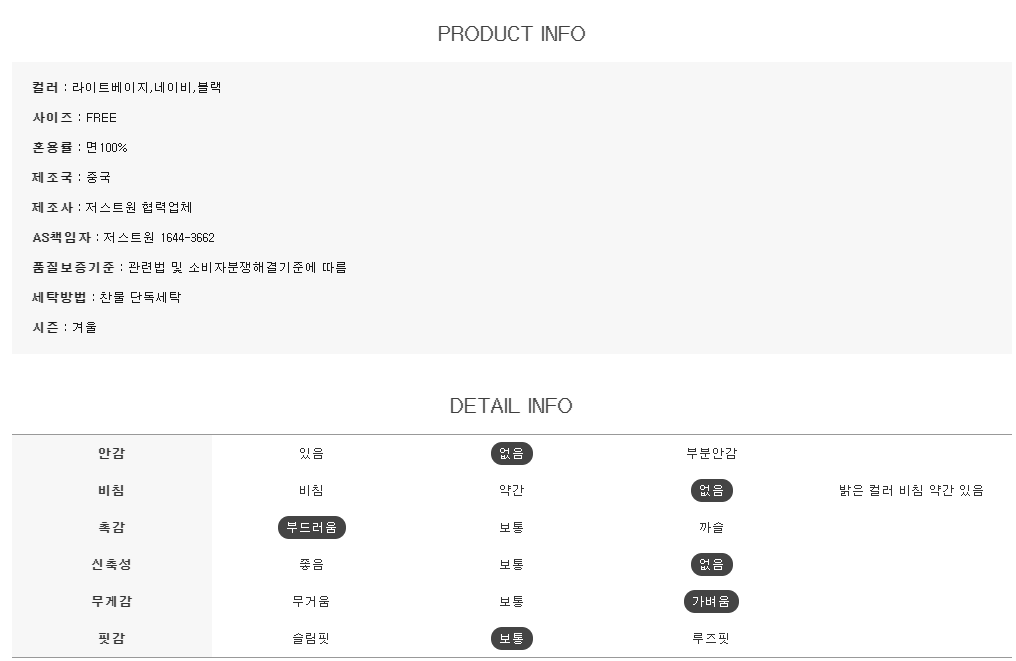 PRODUCT INFO
컬러 : 라이트베이지,네이비,블랙
사이즈 : FREE
혼용률 : 면100%
제조국 : 중국
제조사 : 저스트원 협력업체
AS책임자 : 저스트원 1644-3662
품질보증기준 : 관련법 및 소비자분쟁해결기준에 따름
세탁방법 : 찬물 단독세탁
시즌 : 겨울
DETAIL INFO
안감 있음 없음 부분안감
비침 비침 약간 없음 밝은 컬러 비침 약간 있음
촉감 부드러움 보통 까슬
신축성 좋음 보통 없음
무게감 무거움 보통 가벼움
핏감 슬림핏 보통 루즈핏